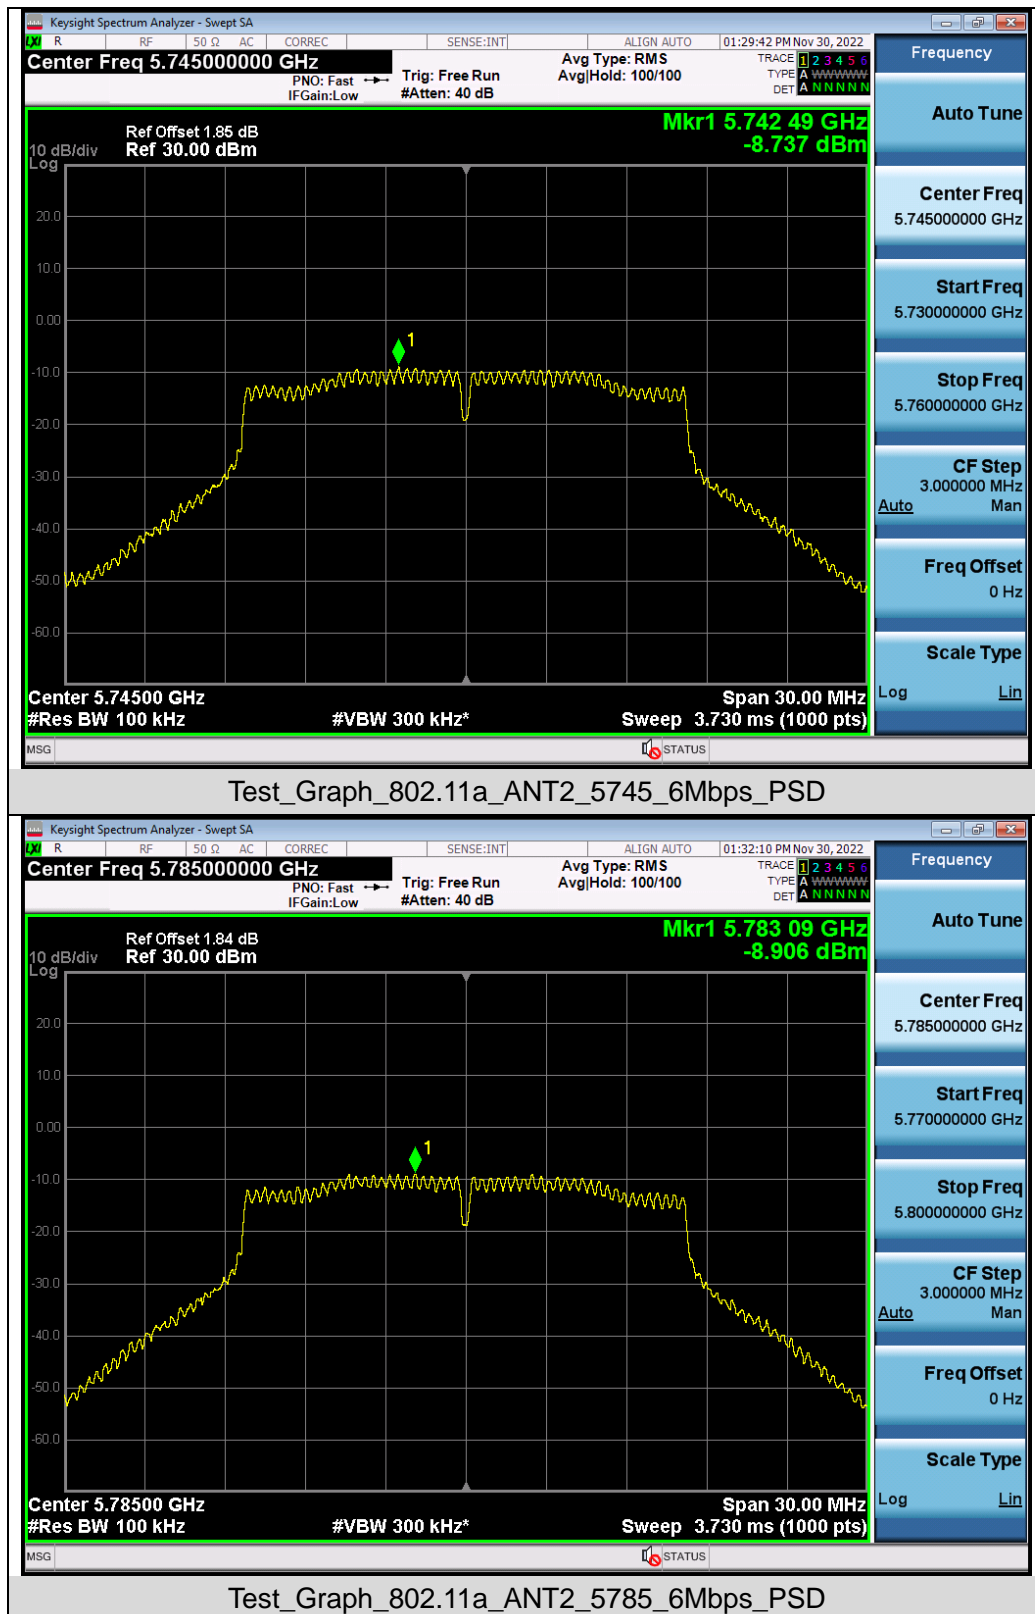 Keysight Spectrum Analyzer - Swept SA
LXI R RF 50 Ω AC CORREC SENSE:INT ALIGN AUTO 01:29:42 PM Nov 30, 2022
Center Freq 5.745000000 GHz
PNO: Fast
IFGain:Low
Trig: Free Run
#Atten: 40 dB
Avg Type: RMS
Avg|Hold: 100/100
TRACE 1 2 3 4 5 6
TYPE A WWWWW
DET A N N N N N
Frequency
Auto Tune
Center Freq
5.745000000 GHz
Start Freq
5.730000000 GHz
Stop Freq
5.760000000 GHz
CF Step
3.000000 MHz
Auto Man
Freq Offset
0 Hz
Scale Type
Log Lin
Ref Offset 1.85 dB
10 dB/div Ref 30.00 dBm
Log
Mkr1 5.742 49 GHz
-8.737 dBm
20.0
10.0
0.00
1
-10.0
-20.0
-30.0
-40.0
-50.0
-60.0
Center 5.74500 GHz Span 30.00 MHz
#Res BW 100 kHz #VBW 300 kHz* Sweep 3.730 ms (1000 pts)
MSG STATUS
Test_Graph_802.11a_ANT2_5745_6Mbps_PSD
Keysight Spectrum Analyzer - Swept SA
LXI R RF 50 Ω AC CORREC SENSE:INT ALIGN AUTO 01:32:10 PM Nov 30, 2022
Center Freq 5.785000000 GHz
PNO: Fast
IFGain:Low
Trig: Free Run
#Atten: 40 dB
Avg Type: RMS
Avg|Hold: 100/100
TRACE 1 2 3 4 5 6
TYPE A WWWWW
DET A N N N N N
Frequency
Auto Tune
Center Freq
5.785000000 GHz
Start Freq
5.770000000 GHz
Stop Freq
5.800000000 GHz
CF Step
3.000000 MHz
Auto Man
Freq Offset
0 Hz
Scale Type
Log Lin
Ref Offset 1.84 dB
10 dB/div Ref 30.00 dBm
Log
Mkr1 5.783 09 GHz
-8.906 dBm
20.0
10.0
0.00
1
-10.0
-20.0
-30.0
-40.0
-50.0
-60.0
Center 5.78500 GHz Span 30.00 MHz
#Res BW 100 kHz #VBW 300 kHz* Sweep 3.730 ms (1000 pts)
MSG STATUS
Test_Graph_802.11a_ANT2_5785_6Mbps_PSD